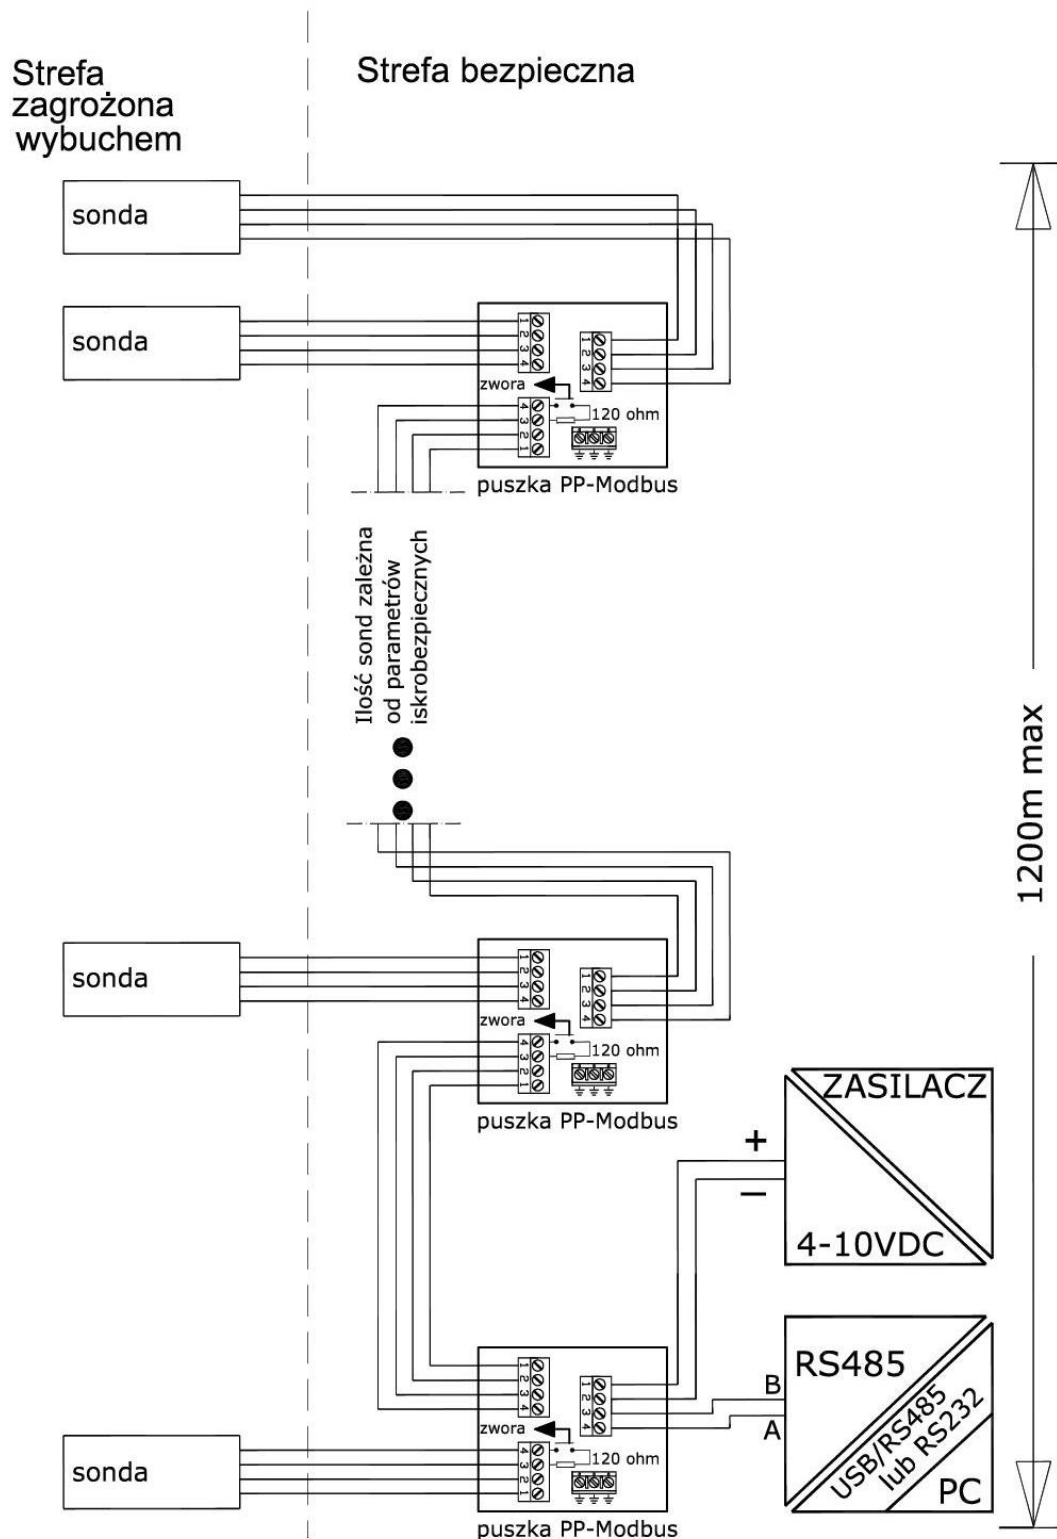 Strefa
zagrożona
wybuchem
Strefa bezpieczna
sonda
sonda
1
2
3
4
1
2
3
4
zwora
4
3
2
1
120 ohm
puszka PP-Modbus
Ilość sond zależna
od parametrów
iskrobezpiecznych
1200m max
sonda
1
2
3
4
1
2
3
4
zwora
4
3
2
1
120 ohm
puszka PP-Modbus
+
−
ZASILACZ
4-10VDC
1
2
3
4
1
2
3
4
zwora
4
3
2
1
120 ohm
sonda
puszka PP-Modbus
B
A
RS485
USB/RS485
lub RS232
PC